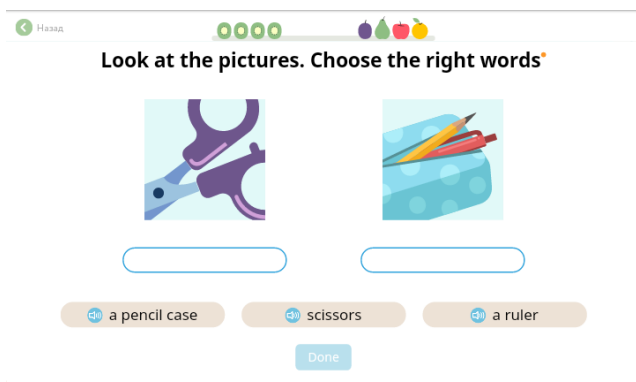 Назад
Look at the pictures. Choose the right words
a pencil case
scissors
a ruler
Done